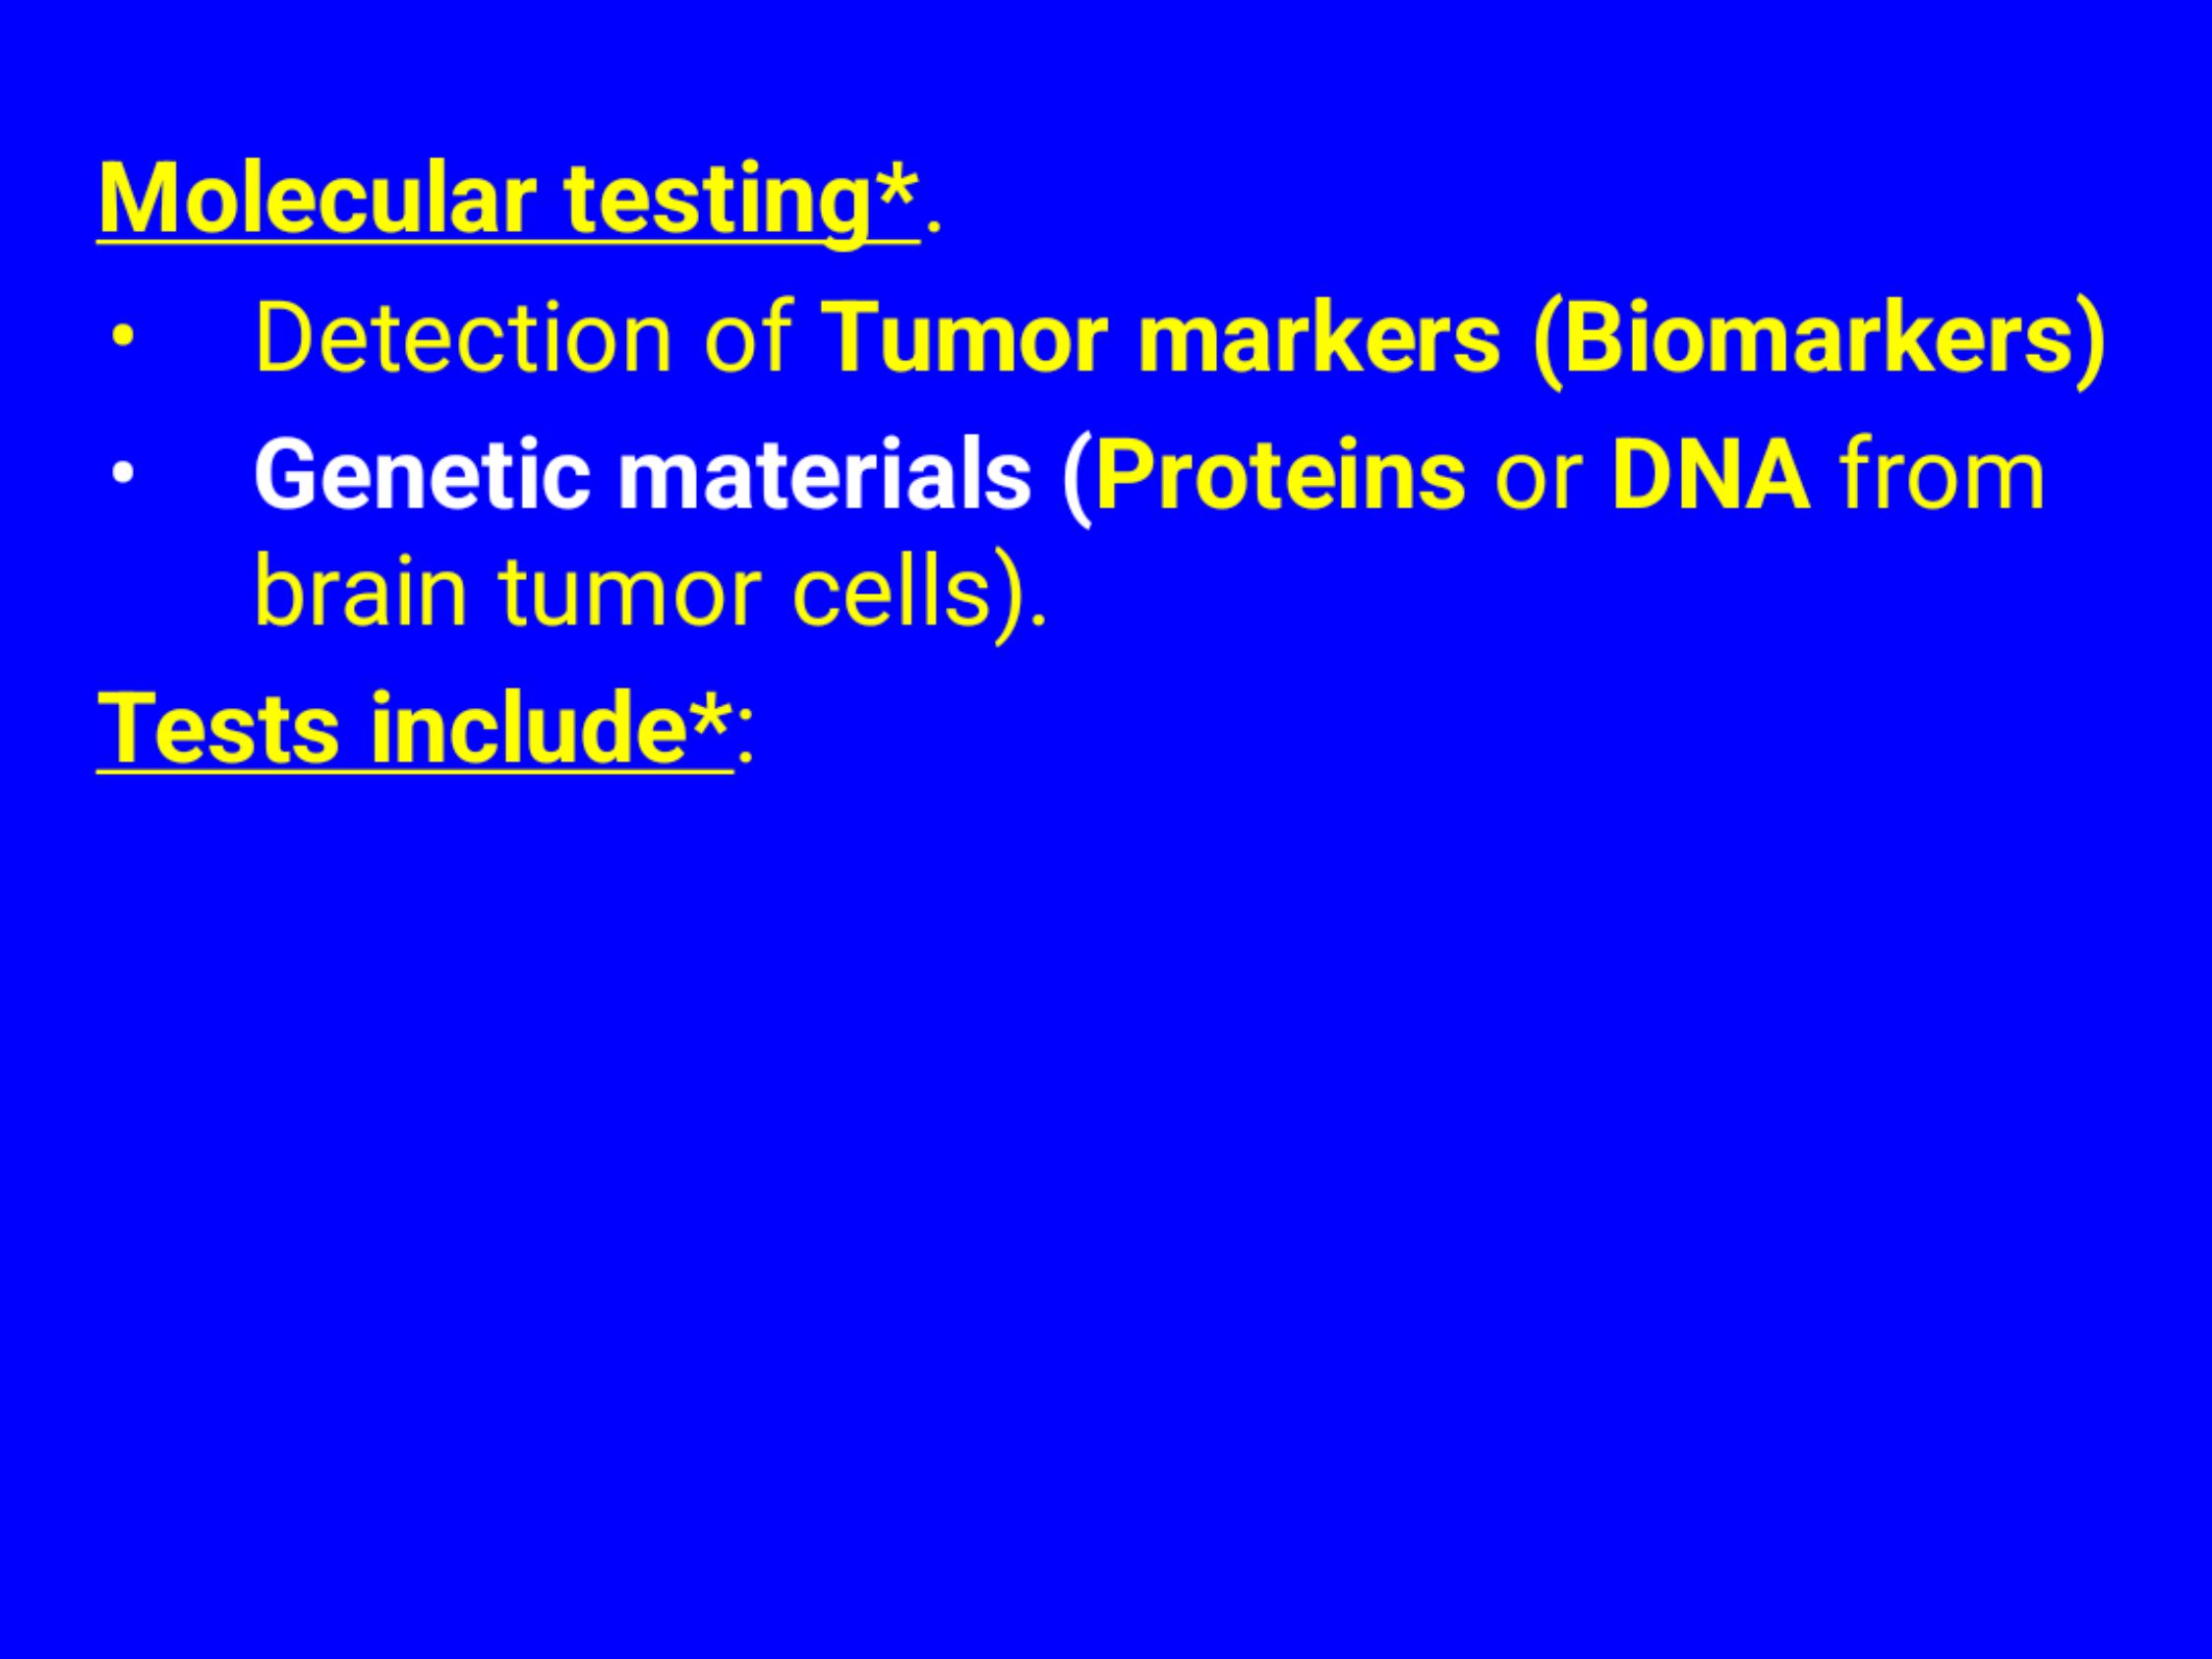 Molecular testing*.
• Detection of Tumor markers (Biomarkers)
• Genetic materials (Proteins or DNA from
brain tumor cells).
Tests include*: